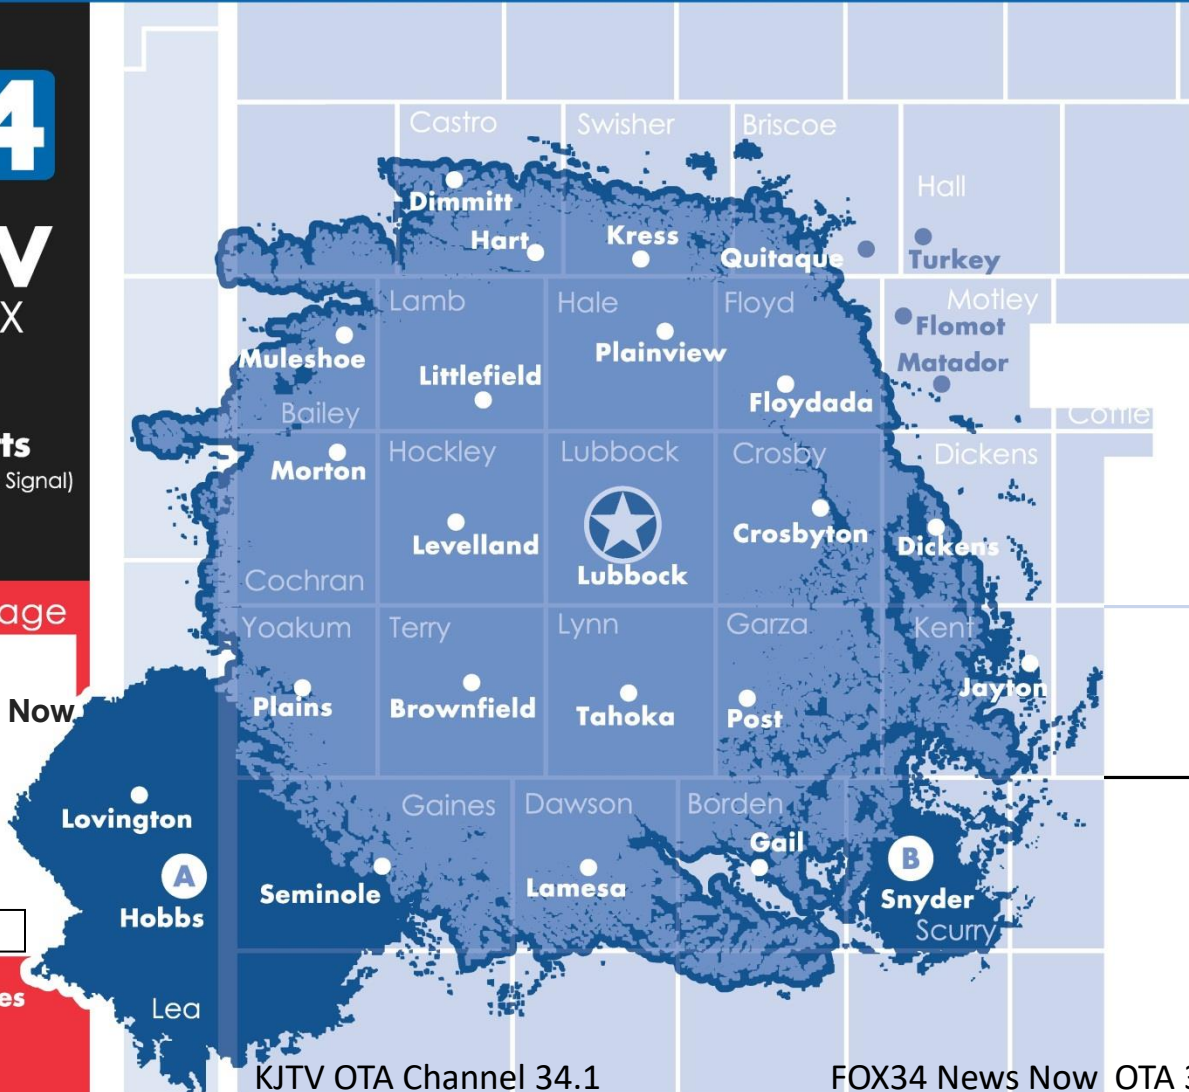 4
V
X
ts
Signal)
age
Now
es
Castro
Swisher
Briscoe
Hall
Dimmitt
Hart
Kress
Quitaque
Turkey
Lamb
Hale
Floyd
Motley
Flomot
Muleshoe
Plainview
Matador
Littlefield
Floydada
Bailey
Cottle
Hockley
Lubbock
Crosby
Dickens
Morton
Levelland
Crosbyton
Dickens
Lubbock
Cochran
Yoakum
Terry
Lynn
Garza
Kent
Jayton
Plains
Brownfield
Tahoka
Post
Gaines
Dawson
Borden
Lovington
Gail
A
B
Seminole
Lamesa
Snyder
Hobbs
Scurry
Lea
KJTV OTA Channel 34.1
FOX34 News Now OTA 3